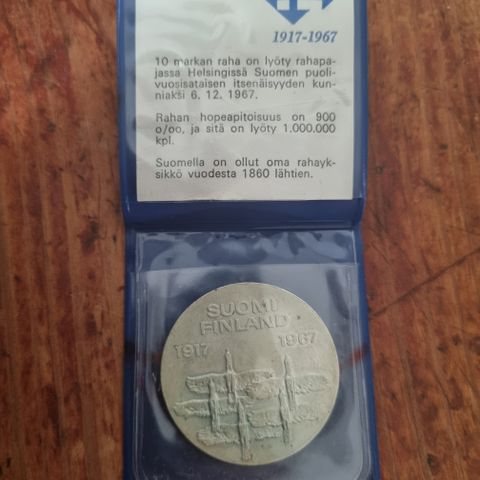 1917-1967
10 markan raha on lyöty rahapa-
jassa Helsingissä Suomen puoli-
vuosisataisen itsenäisyyden kun-
niaksi 6. 12. 1967.
Rahan hopeapitoisuus on 900
o/oo, ja sitä on lyöty 1.000.000
kpl.
Suomella on ollut oma rahayk-
sikkö vuodesta 1860 lähtien.
SUOMI
FINLAND
1917 1967